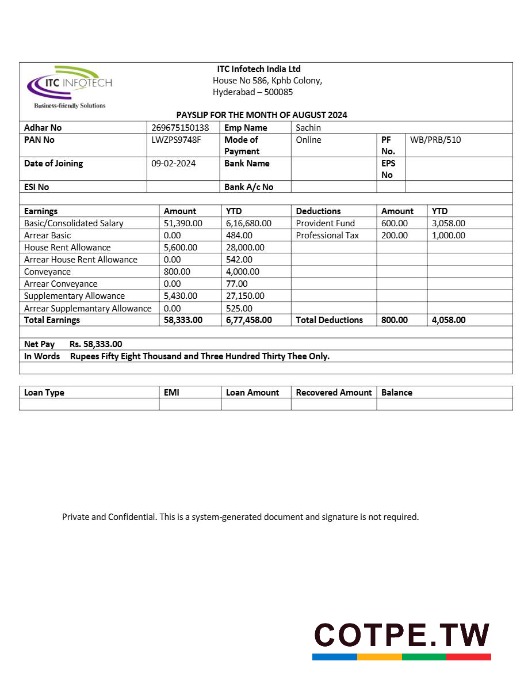 ITC INFOTECH
Business-friendly Solutions
ITC Infotech India Ltd
House No 586, Kphb Colony,
Hyderabad – 500085
PAYSLIP FOR THE MONTH OF AUGUST 2024
Adhar No 269675150138 Emp Name Sachin
PAN No LWZPS9748F Mode of Payment Online PF No. WB/PRB/510
Date of Joining 09-02-2024 Bank Name EPS No
ESI No Bank A/c No
Earnings Amount YTD Deductions Amount YTD
Basic/Consolidated Salary 51,390.00 6,16,680.00 Provident Fund 600.00 3,058.00
Arrear Basic 0.00 484.00 Professional Tax 200.00 1,000.00
House Rent Allowance 5,600.00 28,000.00
Arrear House Rent Allowance 0.00 542.00
Conveyance 800.00 4,000.00
Arrear Conveyance 0.00 77.00
Supplementary Allowance 5,430.00 27,150.00
Arrear Supplemantary Allowance 0.00 525.00
Total Earnings 58,333.00 6,77,458.00 Total Deductions 800.00 4,058.00
Net Pay Rs. 58,333.00
In Words Rupees Fifty Eight Thousand and Three Hundred Thirty Thee Only.
Loan Type EMI Loan Amount Recovered Amount Balance
Private and Confidential. This is a system-generated document and signature is not required.
COTPE.TW